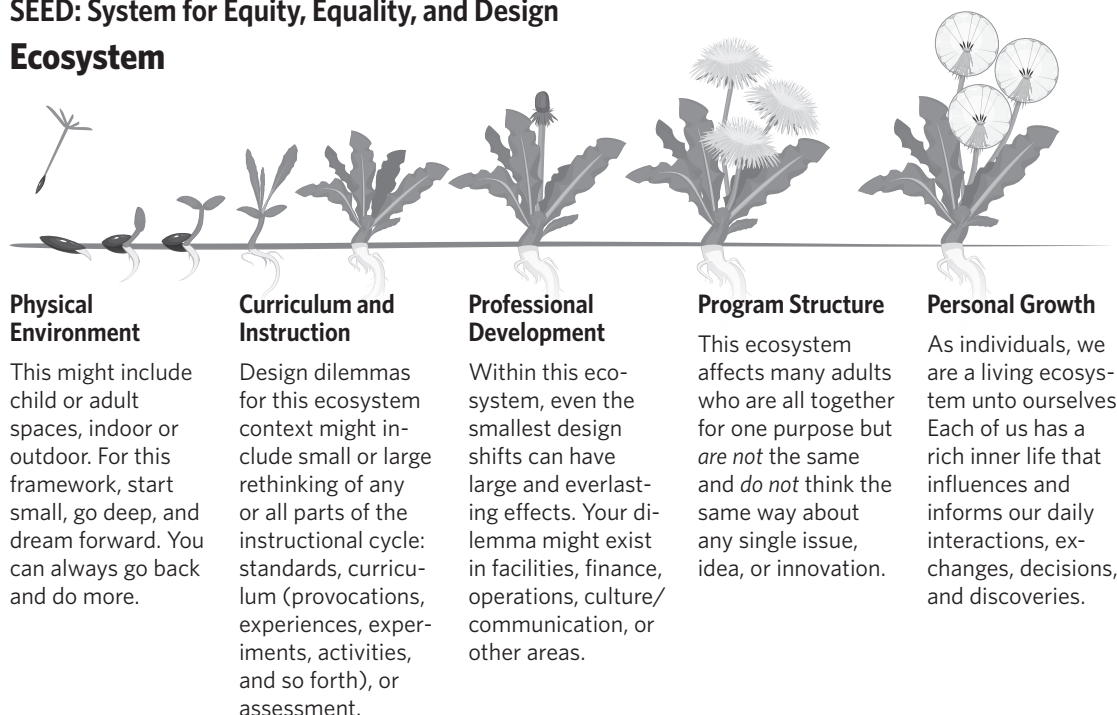 SEED: System for Equity, Equality, and Design
Ecosystem
Physical
Environment
This might include
child or adult
spaces, indoor or
outdoor. For this
framework, start
small, go deep, and
dream forward. You
can always go back
and do more.
Curriculum and
Instruction
Design dilemmas
for this ecosystem
context might in-
clude small or large
rethinking of any
or all parts of the
instructional cycle:
standards, curricu-
lum (provocations,
experiences, exper-
iments, activities,
and so forth), or
assessment.
Professional
Development
Within this eco-
system, even the
smallest design
shifts can have
large and everlast-
ing effects. Your di-
lemma might exist
in facilities, finance,
operations, culture/
communication, or
other areas.
Program Structure
This ecosystem
affects many adults
who are all together
for one purpose but
are not the same
and do not think the
same way about
any single issue,
idea, or innovation.
Personal Growth
As individuals, we
are a living ecosys-
tem unto ourselves
Each of us has a
rich inner life that
influences and
informs our daily
interactions, ex-
changes, decisions,
and discoveries.